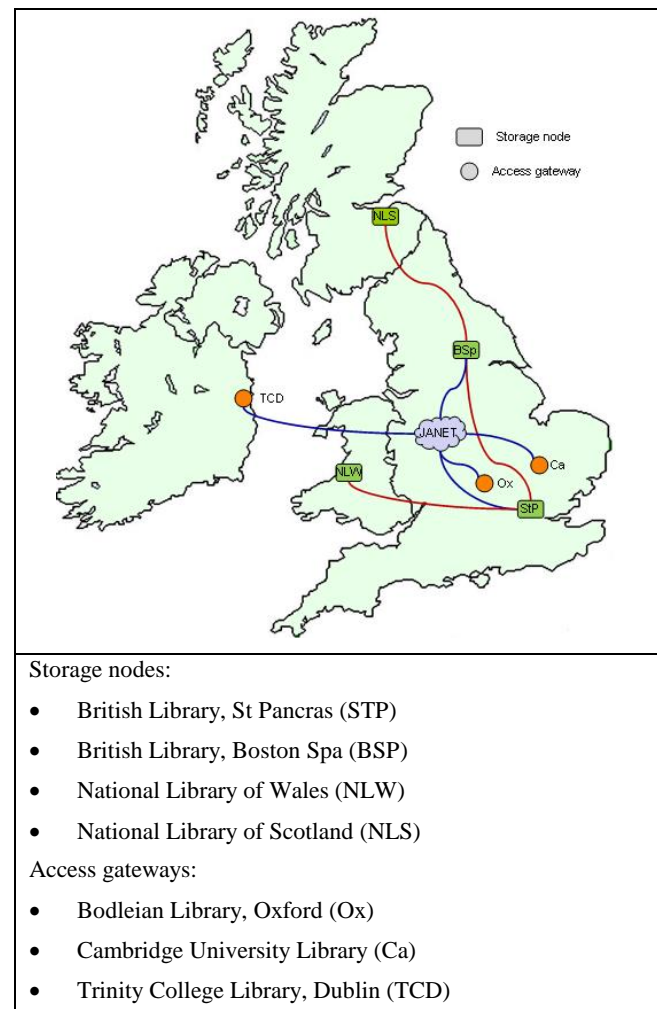 Storage node
Access gateway
NLS
BSp
TCD
JANET
Ca
NLW
Ox
StP
Storage nodes:
• British Library, St Pancras (STP)
• British Library, Boston Spa (BSP)
• National Library of Wales (NLW)
• National Library of Scotland (NLS)
Access gateways:
• Bodleian Library, Oxford (Ox)
• Cambridge University Library (Ca)
• Trinity College Library, Dublin (TCD)